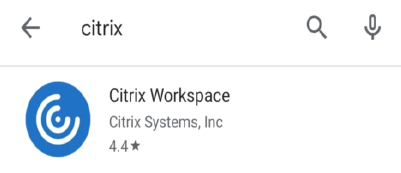 citrix
Citrix Workspace
Citrix Systems, Inc
4.4★